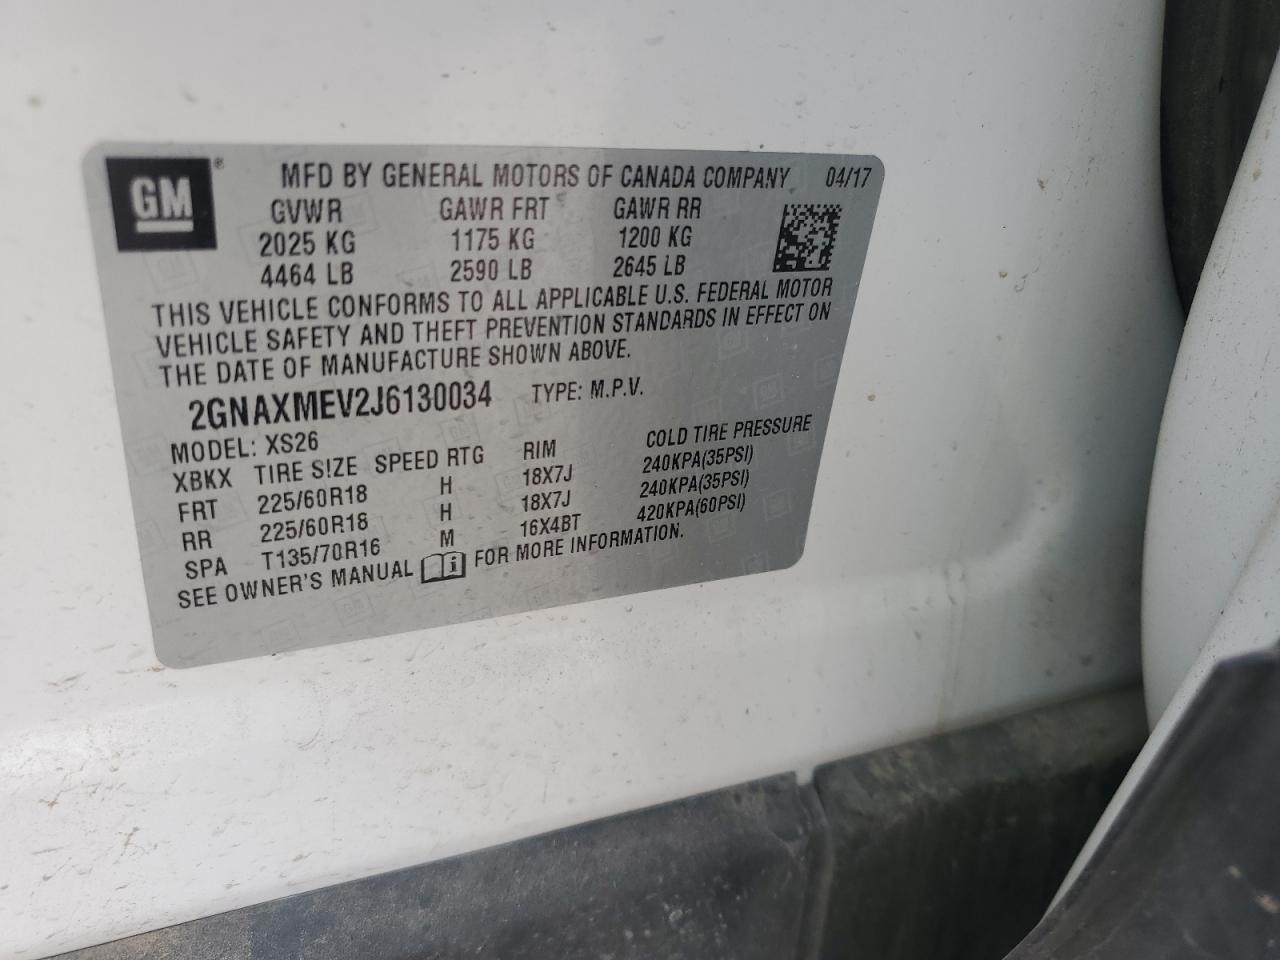 GM ® MFD BY GENERAL MOTORS OF CANADA COMPANY 04/17
GVWR GAWR FRT GAWR RR
2025 KG 1175 KG 1200 KG
4464 LB 2590 LB 2645 LB
THIS VEHICLE CONFORMS TO ALL APPLICABLE U.S. FEDERAL MOTOR
VEHICLE SAFETY AND THEFT PREVENTION STANDARDS IN EFFECT ON
THE DATE OF MANUFACTURE SHOWN ABOVE.
2GNAXMEV2J6130034 TYPE: M.P.V.
MODEL: XS26
XBKX TIRE SIZE SPEED RTG RIM COLD TIRE PRESSURE
FRT 225/60R18 H 18X7J 240KPA(35PSI)
RR 225/60R18 H 18X7J 240KPA(35PSI)
SPA T135/70R16 M 16X4BT 420KPA(60PSI)
SEE OWNER'S MANUAL FOR MORE INFORMATION.